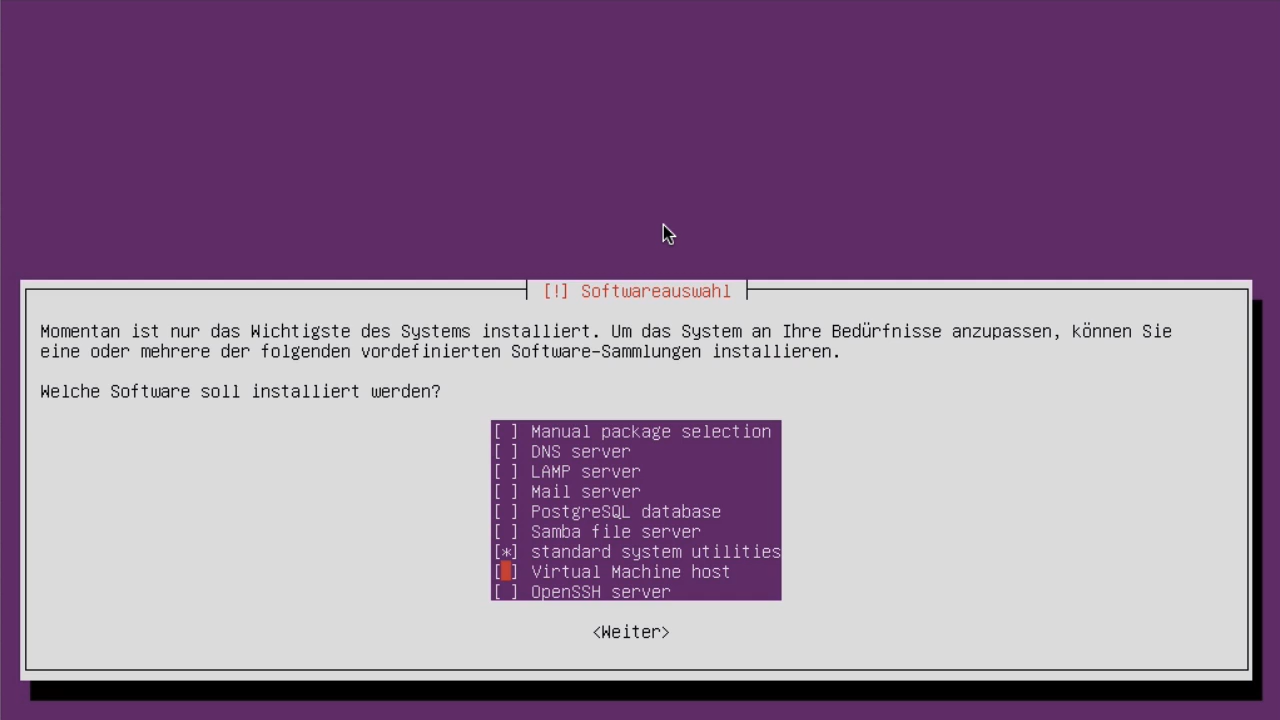 [!] Softwareauswahl
Momentan ist nur das Wichtigste des Systems installiert. Um das System an Ihre Bedürfnisse anzupassen, können Sie
eine oder mehrere der folgenden vordefinierten Software-Sammlungen installieren.
Welche Software soll installiert werden?
[ ] Manual package selection
[ ] DNS server
[ ] LAMP server
[ ] Mail server
[ ] PostgreSQL database
[ ] Samba file server
[*] standard system utilities
[ ] Virtual Machine host
[ ] OpenSSH server
<Weiter>